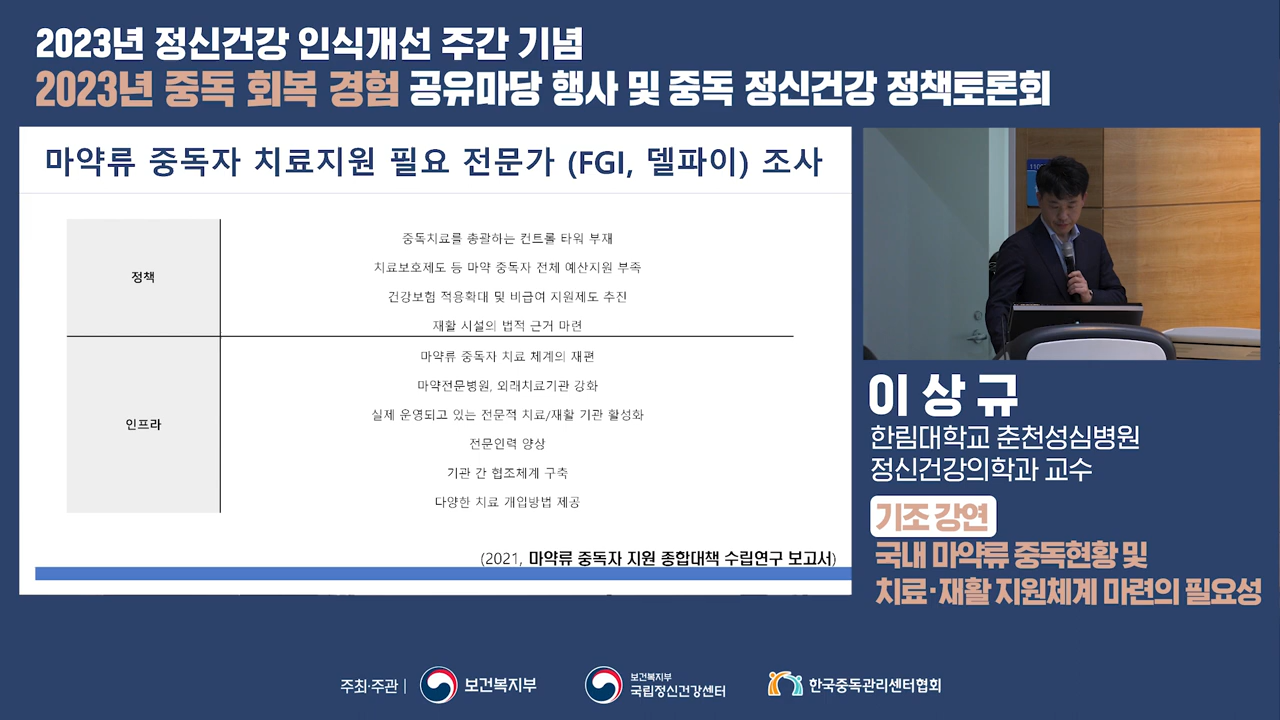 2023년 정신건강 인식개선 주간 기념
2023년 중독 회복 경험 공유마당 행사 및 중독 정신건강 정책토론회
마약류 중독자 치료지원 필요 전문가 (FGI, 델파이) 조사
정책
중독치료를 총괄하는 컨트롤 타워 부재
치료보호제도 등 마약 중독자 전체 예산지원 부족
건강보험 적용확대 및 비급여 지원제도 추진
재활 시설의 법적 근거 마련
인프라
마약류 중독자 치료 체계의 재편
마약전문병원, 외래치료기관 강화
실제 운영되고 있는 전문적 치료/재활 기관 활성화
전문인력 양상
기관 간 협조체계 구축
다양한 치료 개입방법 제공
(2021, 마약류 중독자 지원 종합대책 수립연구 보고서)
이상규
한림대학교 춘천성심병원
정신건강의학과 교수
기조 강연
국내 마약류 중독현황 및
치료·재활 지원체계 마련의 필요성
주최·주관 |
보건복지부
보건복지부
국립정신건강센터
한국중독관리센터협회